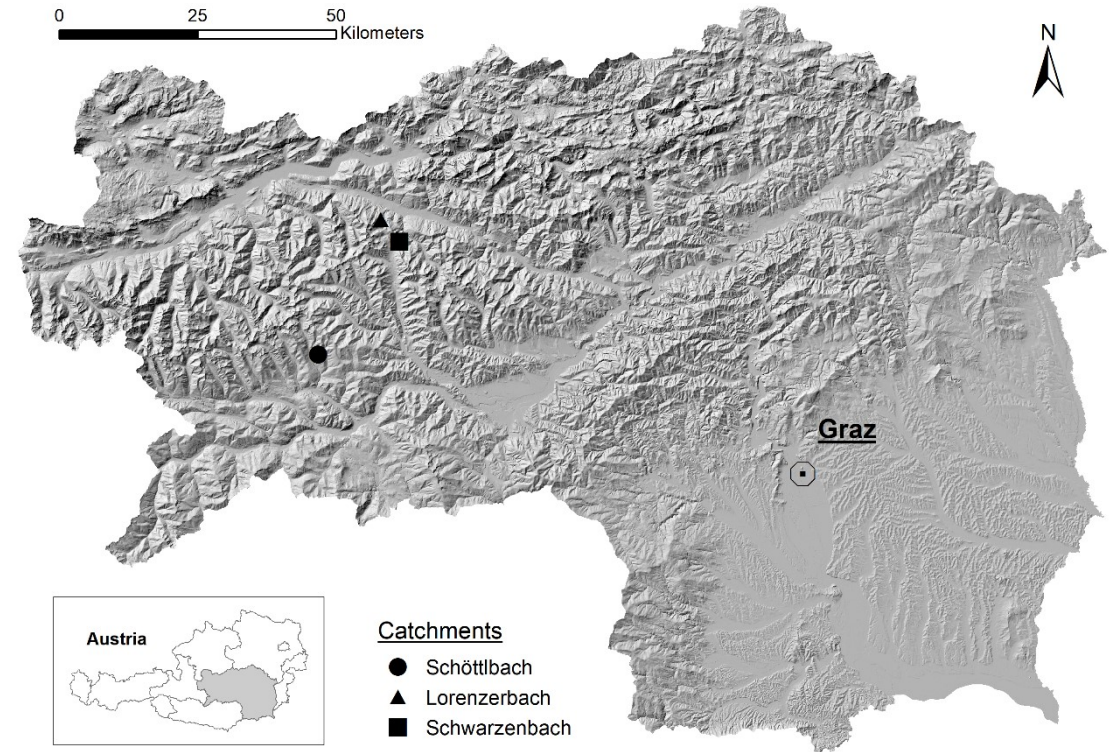 0 25 50
Kilometers
N
Graz
Austria
Catchments
Schöttlbach
Lorenzerbach
Schwarzenbach